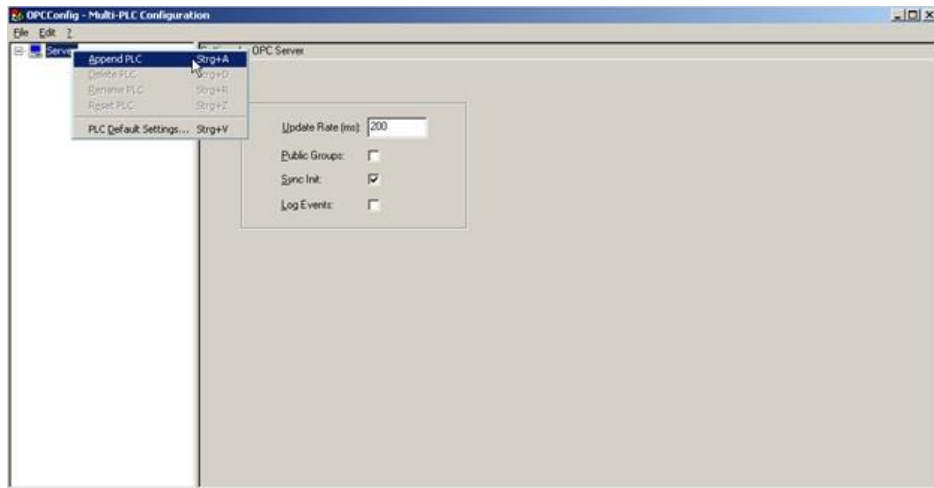 OPCConfig - Multi-PLC Configuration
File Edit ?
Server
OPC Server
Append PLC Strg+A
Delete PLC Strg+D
Rename PLC Strg+R
Reset PLC Strg+Z
PLC Default Settings... Strg+V
Update Rate (ms): 200
Public Groups:
Sync Init:
Log Events: